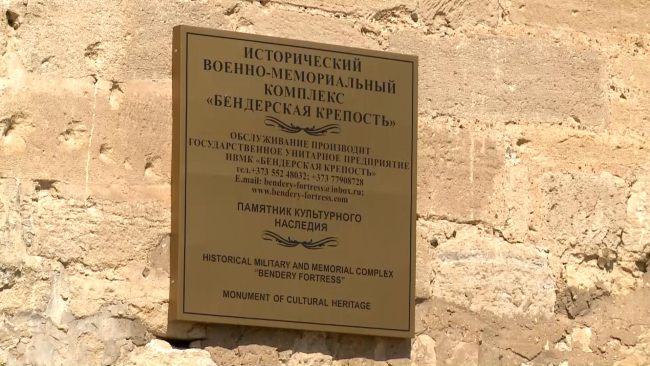 ИСТОРИЧЕСКИЙ
ВОЕННО-МЕМОРИАЛЬНЫЙ
КОМПЛЕКС
«БЕНДЕРСКАЯ КРЕПОСТЬ»
ОБСЛУЖИВАНИЕ ПРОИЗВОДИТ
ГОСУДАРСТВЕННОЕ УНИТАРНОЕ ПРЕДПРИЯТИЕ
ИВМК «БЕНДЕРСКАЯ КРЕПОСТЬ»
тел.+373 552 48032; +373 77908728
E.mail: bendery-fortress@inbox.ru;
www.bendery-fortress.com
ПАМЯТНИК КУЛЬТУРНОГО
НАСЛЕДИЯ
HISTORICAL MILITARY AND MEMORIAL COMPLEX
"BENDERY FORTRESS"
MONUMENT OF CULTURAL HERITAGE